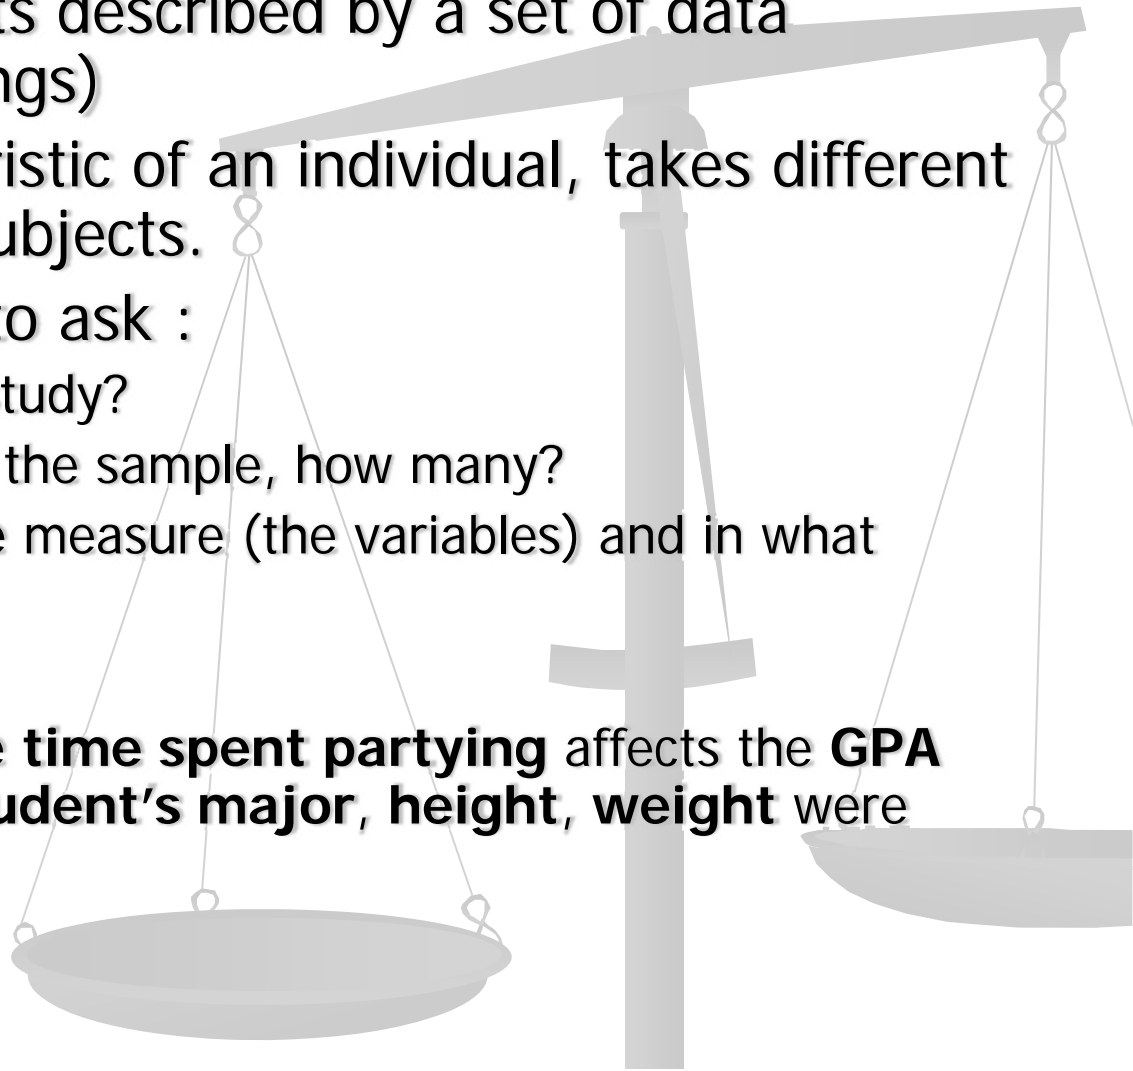 ts described by a set of data
ngs)
ristic of an individual, takes different
ubjects.
to ask :
tudy?
the sample, how many?
e measure (the variables) and in what
e time spent partying affects the GPA
udent’s major, height, weight were